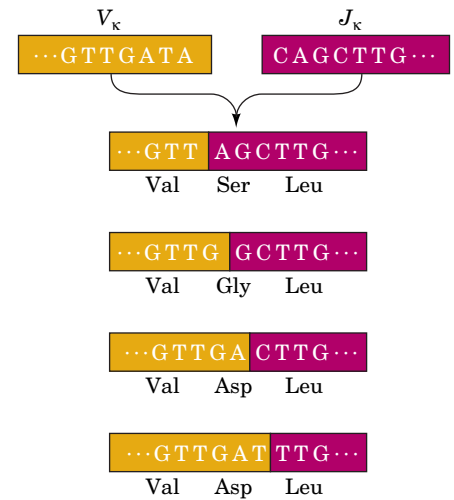 Vκ Jκ
···GTTGATA CAGCTTG···
···GTT AGCTTG···
Val Ser Leu
···GTTG GCTTG···
Val Gly Leu
···GTTGA CTTG···
Val Asp Leu
···GTTGAT TTG···
Val Asp Leu